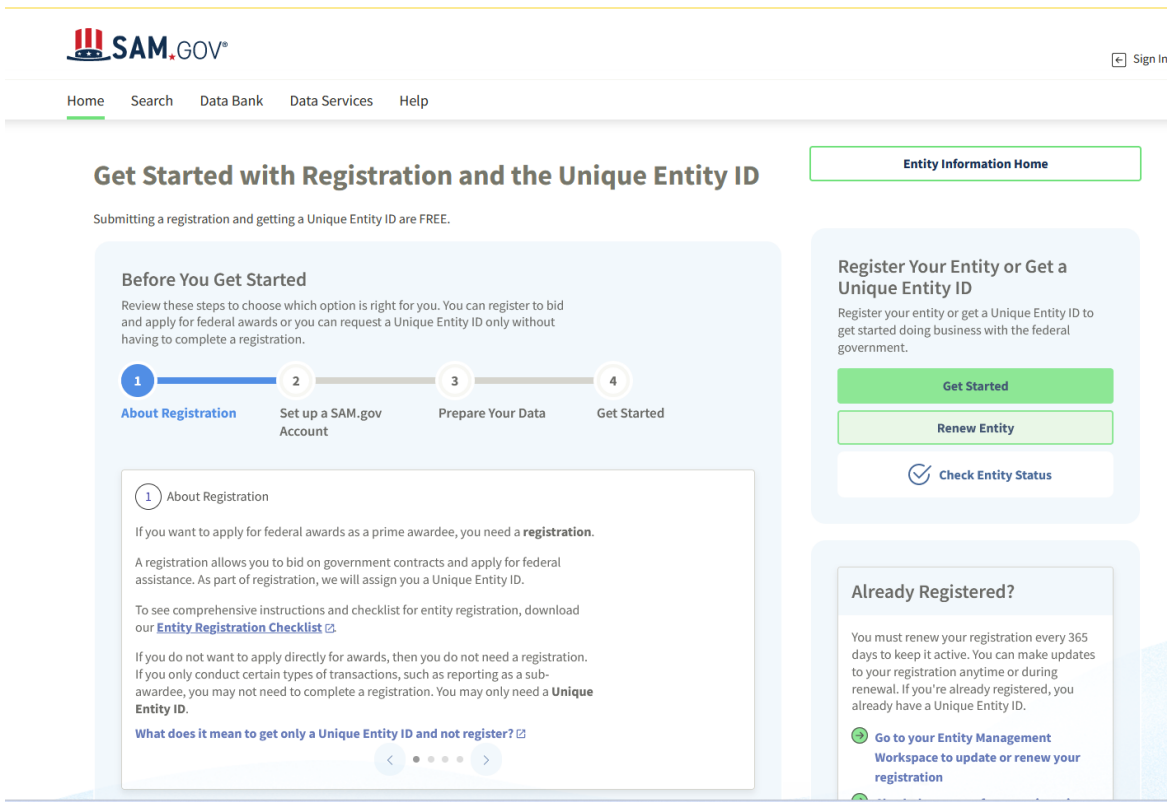 SAM.GOV®
Sign In
Home Search Data Bank Data Services Help
Get Started with Registration and the Unique Entity ID
Submitting a registration and getting a Unique Entity ID are FREE.
Before You Get Started
Review these steps to choose which option is right for you. You can register to bid
and apply for federal awards or you can request a Unique Entity ID only without
having to complete a registration.
1 2 3 4
About Registration
Set up a SAM.gov
Account
Prepare Your Data
Get Started
1 About Registration
If you want to apply for federal awards as a prime awardee, you need a registration.
A registration allows you to bid on government contracts and apply for federal
assistance. As part of registration, we will assign you a Unique Entity ID.
To see comprehensive instructions and checklist for entity registration, download
our Entity Registration Checklist
If you do not want to apply directly for awards, then you do not need a registration.
If you only conduct certain types of transactions, such as reporting as a sub-
awardee, you may not need to complete a registration. You may only need a Unique
Entity ID.
What does it mean to get only a Unique Entity ID and not register?
Entity Information Home
Register Your Entity or Get a
Unique Entity ID
Register your entity or get a Unique Entity ID to
get started doing business with the federal
government.
Get Started
Renew Entity
Check Entity Status
Already Registered?
You must renew your registration every 365
days to keep it active. You can make updates
to your registration anytime or during
renewal. If you're already registered, you
already have a Unique Entity ID.
Go to your Entity Management
Workspace to update or renew your
registration